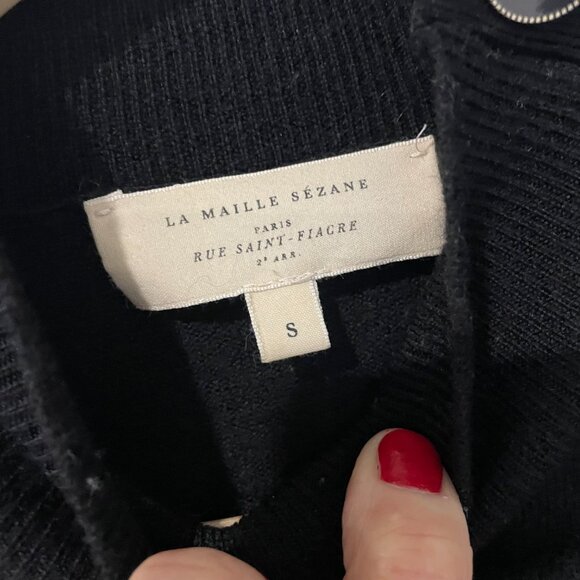 LA MAILLE SÉZANE
PARIS
RUE SAINT-FIACRE
2ᵉ ARR.
S